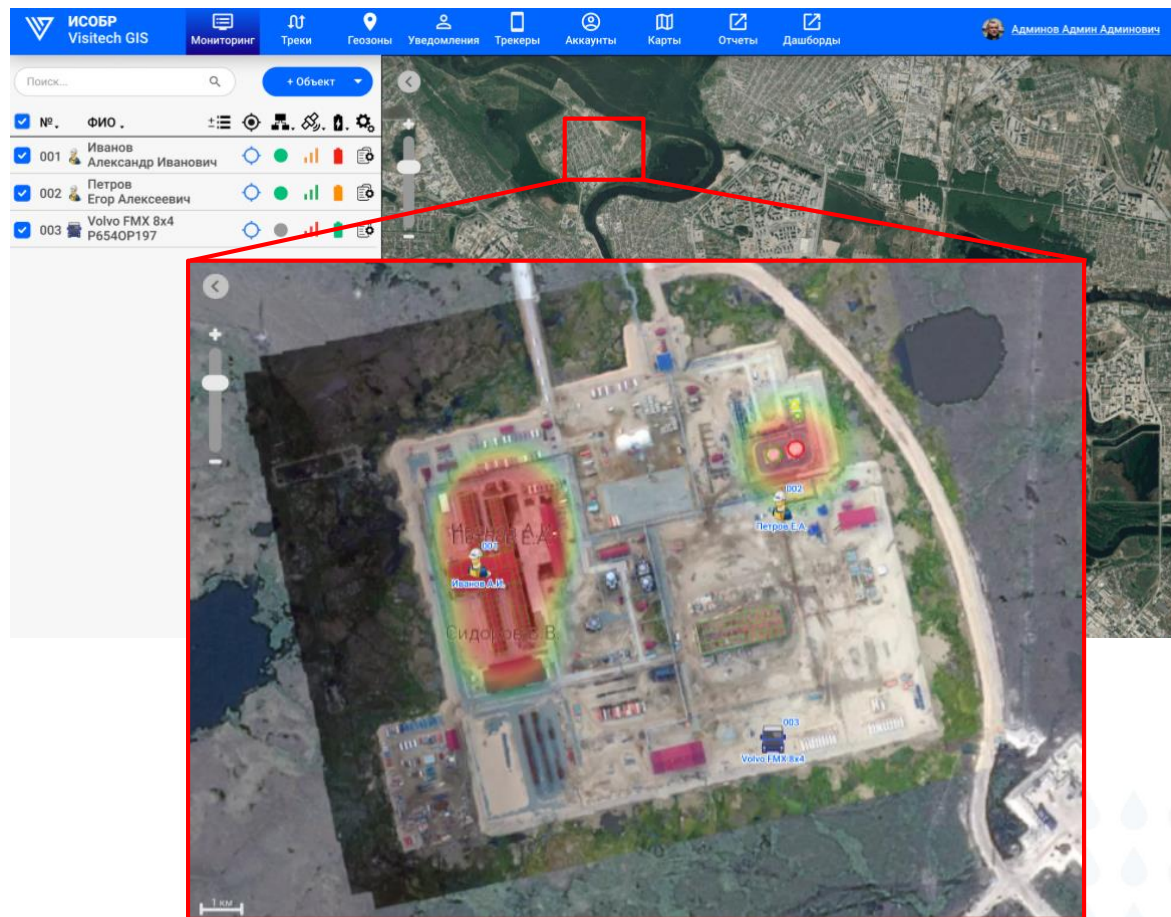 ИСОБР
Visitech GIS
Мониторинг
Треки
Геозоны
Уведомления
Трекеры
Аккаунты
Карты
Отчеты
Дашборды
Админов Админ Админович
Поиск...
+ Объект
№
ФИО
001
Иванов
Александр Иванович
002
Петров
Егор Алексеевич
003
Volvo FMX 8x4
Р654ОР197
002
Петров Е.А
001
Иванов А.И.
Сидоров В.В
003
Volvo FMX 8x4
1 км